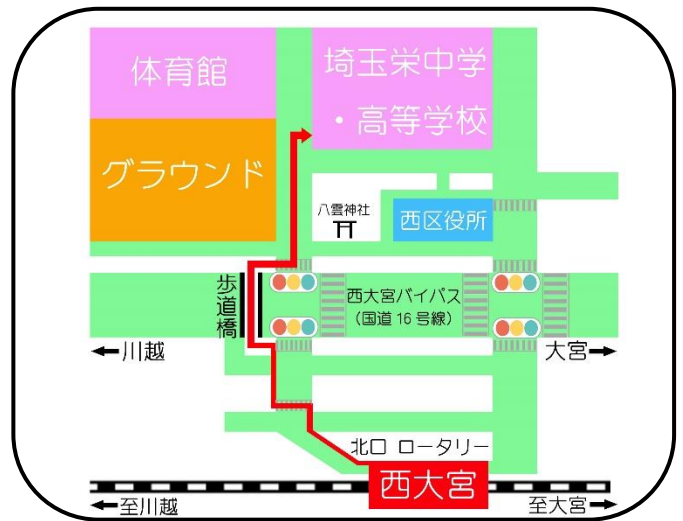 体育館
埼玉栄中学
・高等学校
グラウンド
八雲神社
西区役所
歩道橋
西大宮バイパス
（国道16号線）
←川越
大宮→
北口 ロータリー
西大宮
←至川越
至大宮→